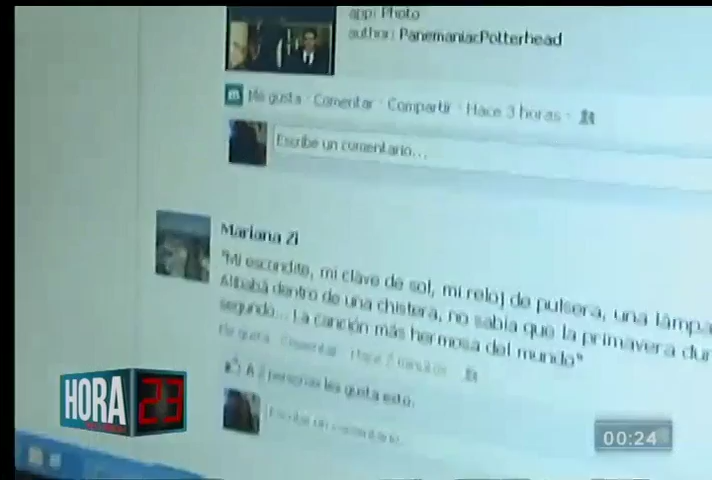 app: Photo
author: PanemaniacPotterhead
Me gusta · Comentar · Compartir · Hace 3 horas ·
Escribe un comentario...
Mariana Zi
"Mi escondite, mi clave de sol, mi reloj de pulsera, una lámpa
Alibabá dentro de una chistera, no sabía que la primavera dur
segundo... La canción más hermosa del mundo"
Me gusta · Comentar · Hace 2 minutos ·
A 2 personas les gusta esto.
Escribe un comentario...
HORA 23
00:24